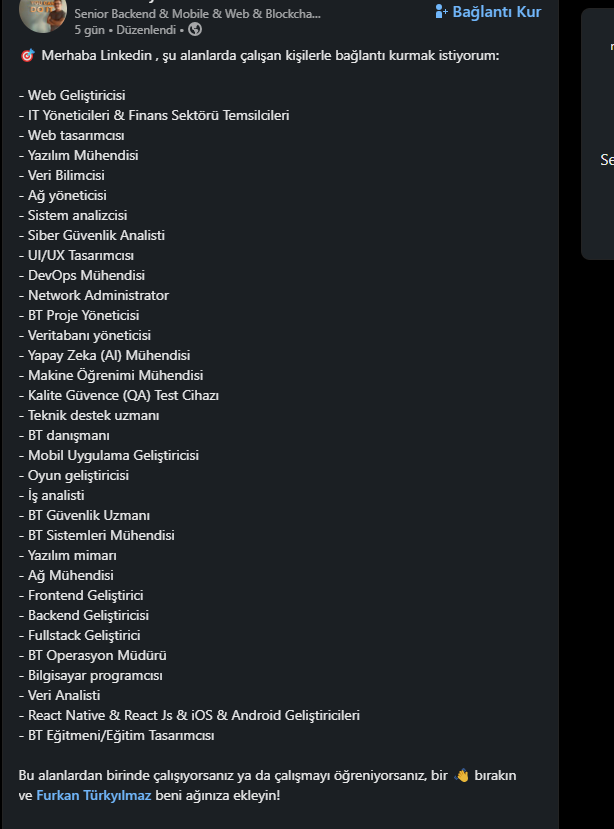 Senior Backend & Mobile & Web & Blockcha...
Bağlantı Kur
5 gün • Düzenlendi •
🎯 Merhaba Linkedin , şu alanlarda çalışan kişilerle bağlantı kurmak istiyorum:
- Web Geliştiricisi
- IT Yöneticileri & Finans Sektörü Temsilcileri
- Web tasarımcısı
- Yazılım Mühendisi
- Veri Bilimcisi
- Ağ yöneticisi
- Sistem analizcisi
- Siber Güvenlik Analisti
- UI/UX Tasarımcısı
- DevOps Mühendisi
- Network Administrator
- BT Proje Yöneticisi
- Veritabanı yöneticisi
- Yapay Zeka (AI) Mühendisi
- Makine Öğrenimi Mühendisi
- Kalite Güvence (QA) Test Cihazı
- Teknik destek uzmanı
- BT danışmanı
- Mobil Uygulama Geliştiricisi
- Oyun geliştiricisi
- İş analisti
- BT Güvenlik Uzmanı
- BT Sistemleri Mühendisi
- Yazılım mimarı
- Ağ Mühendisi
- Frontend Geliştirici
- Backend Geliştiricisi
- Fullstack Geliştirici
- BT Operasyon Müdürü
- Bilgisayar programcısı
- Veri Analisti
- React Native & React Js & iOS & Android Geliştiricileri
- BT Eğitmeni/Eğitim Tasarımcısı
Bu alanlardan birinde çalışıyorsanız ya da çalışmayı öğreniyorsanız, bir 👏 bırakın
ve Furkan Türkyılmaz beni ağınıza ekleyin!